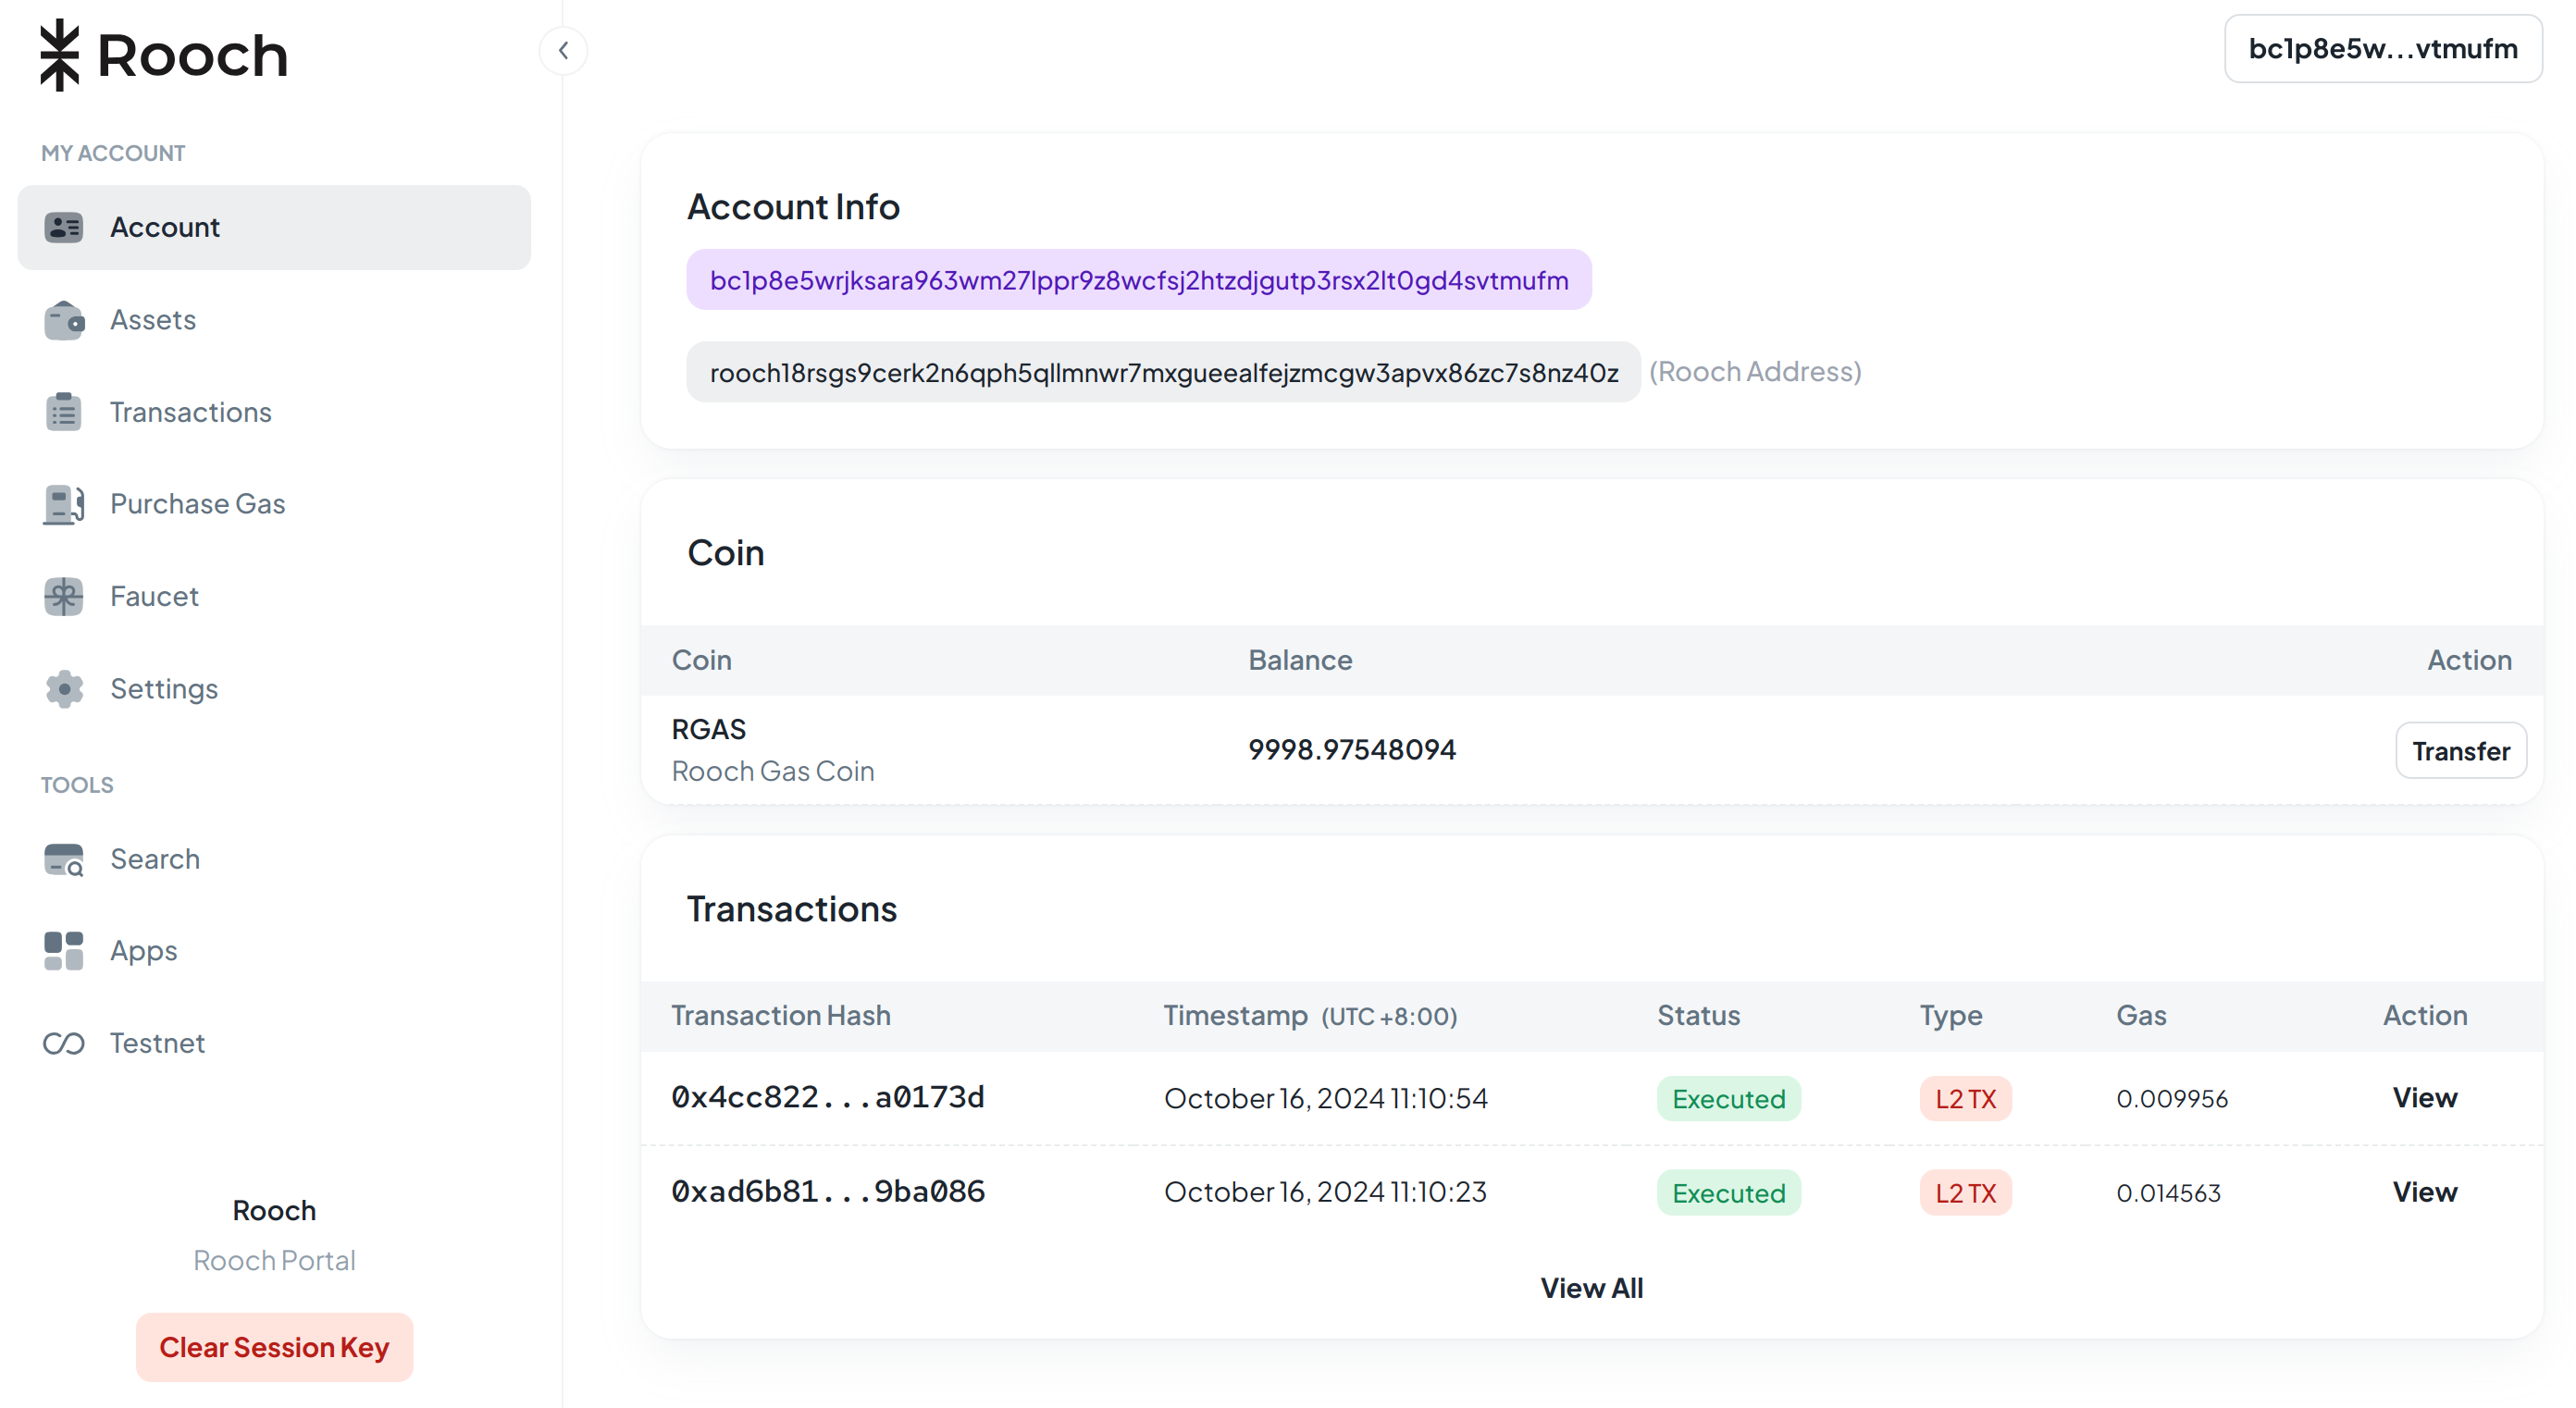 Rooch
bc1p8e5w...vtmufm
MY ACCOUNT
Account
Assets
Transactions
Purchase Gas
Faucet
Settings
TOOLS
Search
Apps
Testnet
Rooch
Rooch Portal
Clear Session Key
Account Info
bc1p8e5wrjksara963wm27lppr9z8wcfsj2htzdjgutp3rsx2lt0gd4svtmufm
rooch18rsgs9cerk2n6qph5qllmnwr7mxgueealfejzmcgw3apvx86zc7s8nz40z (Rooch Address)
Coin
Coin Balance Action
RGAS
Rooch Gas Coin
9998.97548094 Transfer
Transactions
Transaction Hash Timestamp (UTC +8:00) Status Type Gas Action
0x4cc822...a0173d October 16, 2024 11:10:54 Executed L2 TX 0.009956 View
0xad6b81...9ba086 October 16, 2024 11:10:23 Executed L2 TX 0.014563 View
View All